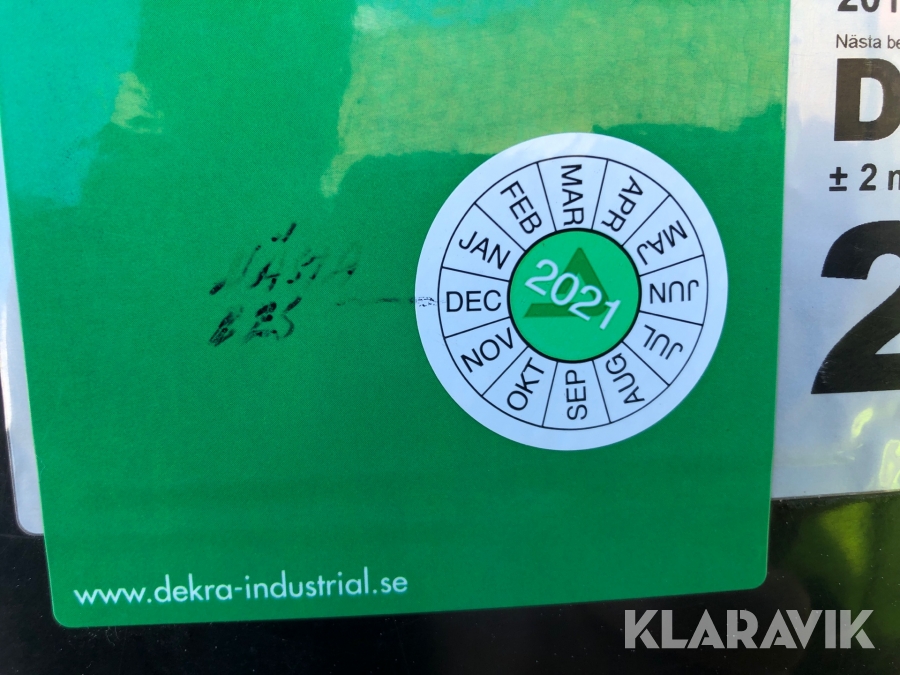 201
Nästa be
D
± 2 m
2
NÄSTA
BES
JAN
FEB
MAR
APR
MAJ
JUN
JUL
AUG
SEP
OKT
NOV
DEC
2021
www.dekra-industrial.se
KLARAVIK